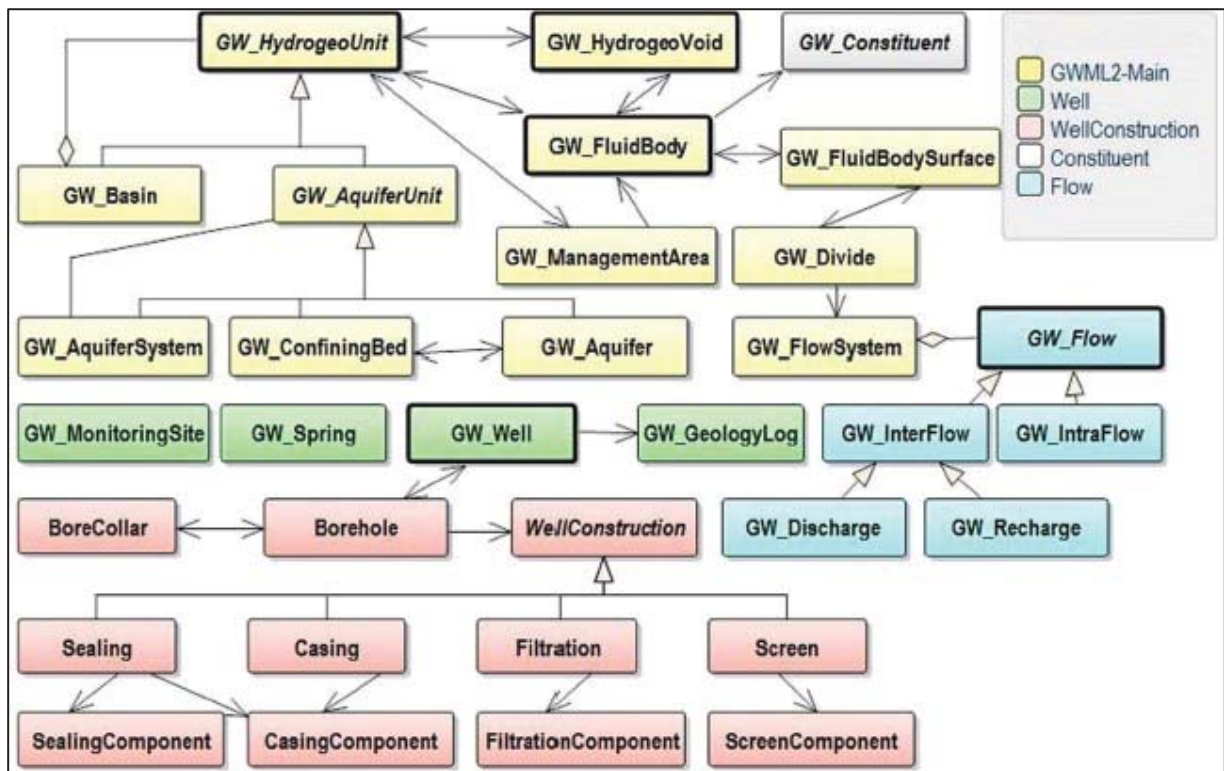 GW_HydrogeoUnit
GW_HydrogeoVoid
GW_Constituent
GWML2-Main
Well
WellConstruction
Constituent
Flow
GW_FluidBody
GW_FluidBodySurface
GW_Basin
GW_AquiferUnit
GW_ManagementArea
GW_Divide
GW_AquiferSystem
GW_ConfiningBed
GW_Aquifer
GW_FlowSystem
GW_Flow
GW_MonitoringSite
GW_Spring
GW_Well
GW_GeologyLog
GW_InterFlow
GW_IntraFlow
BoreCollar
Borehole
WellConstruction
GW_Discharge
GW_Recharge
Sealing
Casing
Filtration
Screen
SealingComponent
CasingComponent
FiltrationComponent
ScreenComponent